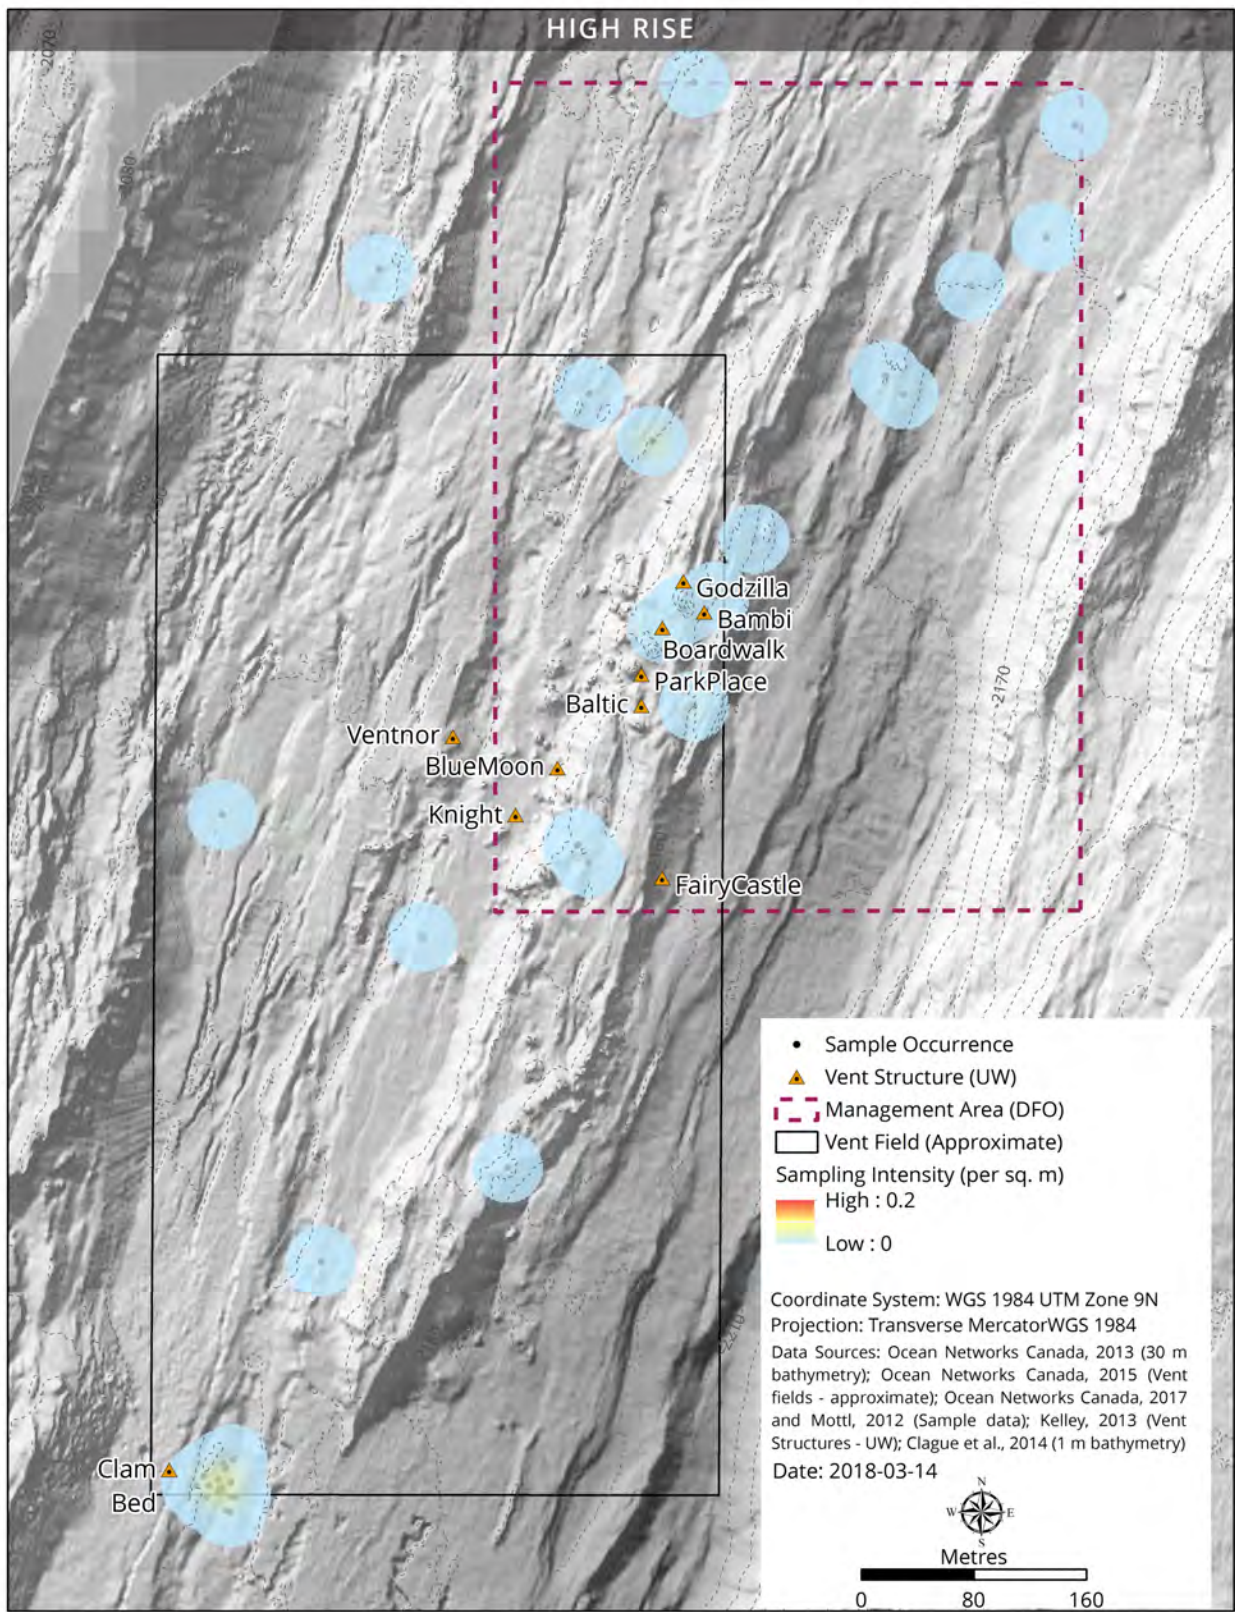 HIGH RISE
2070
Godzilla
Bambi
Boardwalk
ParkPlace
Baltic
2170
Ventnor
BlueMoon
Knight
FairyCastle
Sample Occurrence
Vent Structure (UW)
Management Area (DFO)
Vent Field (Approximate)
Sampling Intensity (per sq. m)
High : 0.2
Low : 0
Coordinate System: WGS 1984 UTM Zone 9N
Projection: Transverse MercatorWGS 1984
Data Sources: Ocean Networks Canada, 2013 (30 m
bathymetry); Ocean Networks Canada, 2015 (Vent
fields - approximate); Ocean Networks Canada, 2017
and Mottl, 2012 (Sample data); Kelley, 2013 (Vent
Structures - UW); Clague et al., 2014 (1 m bathymetry)
Date: 2018-03-14
2210
Clam
Bed
N
W E
S
Metres
0 80 160